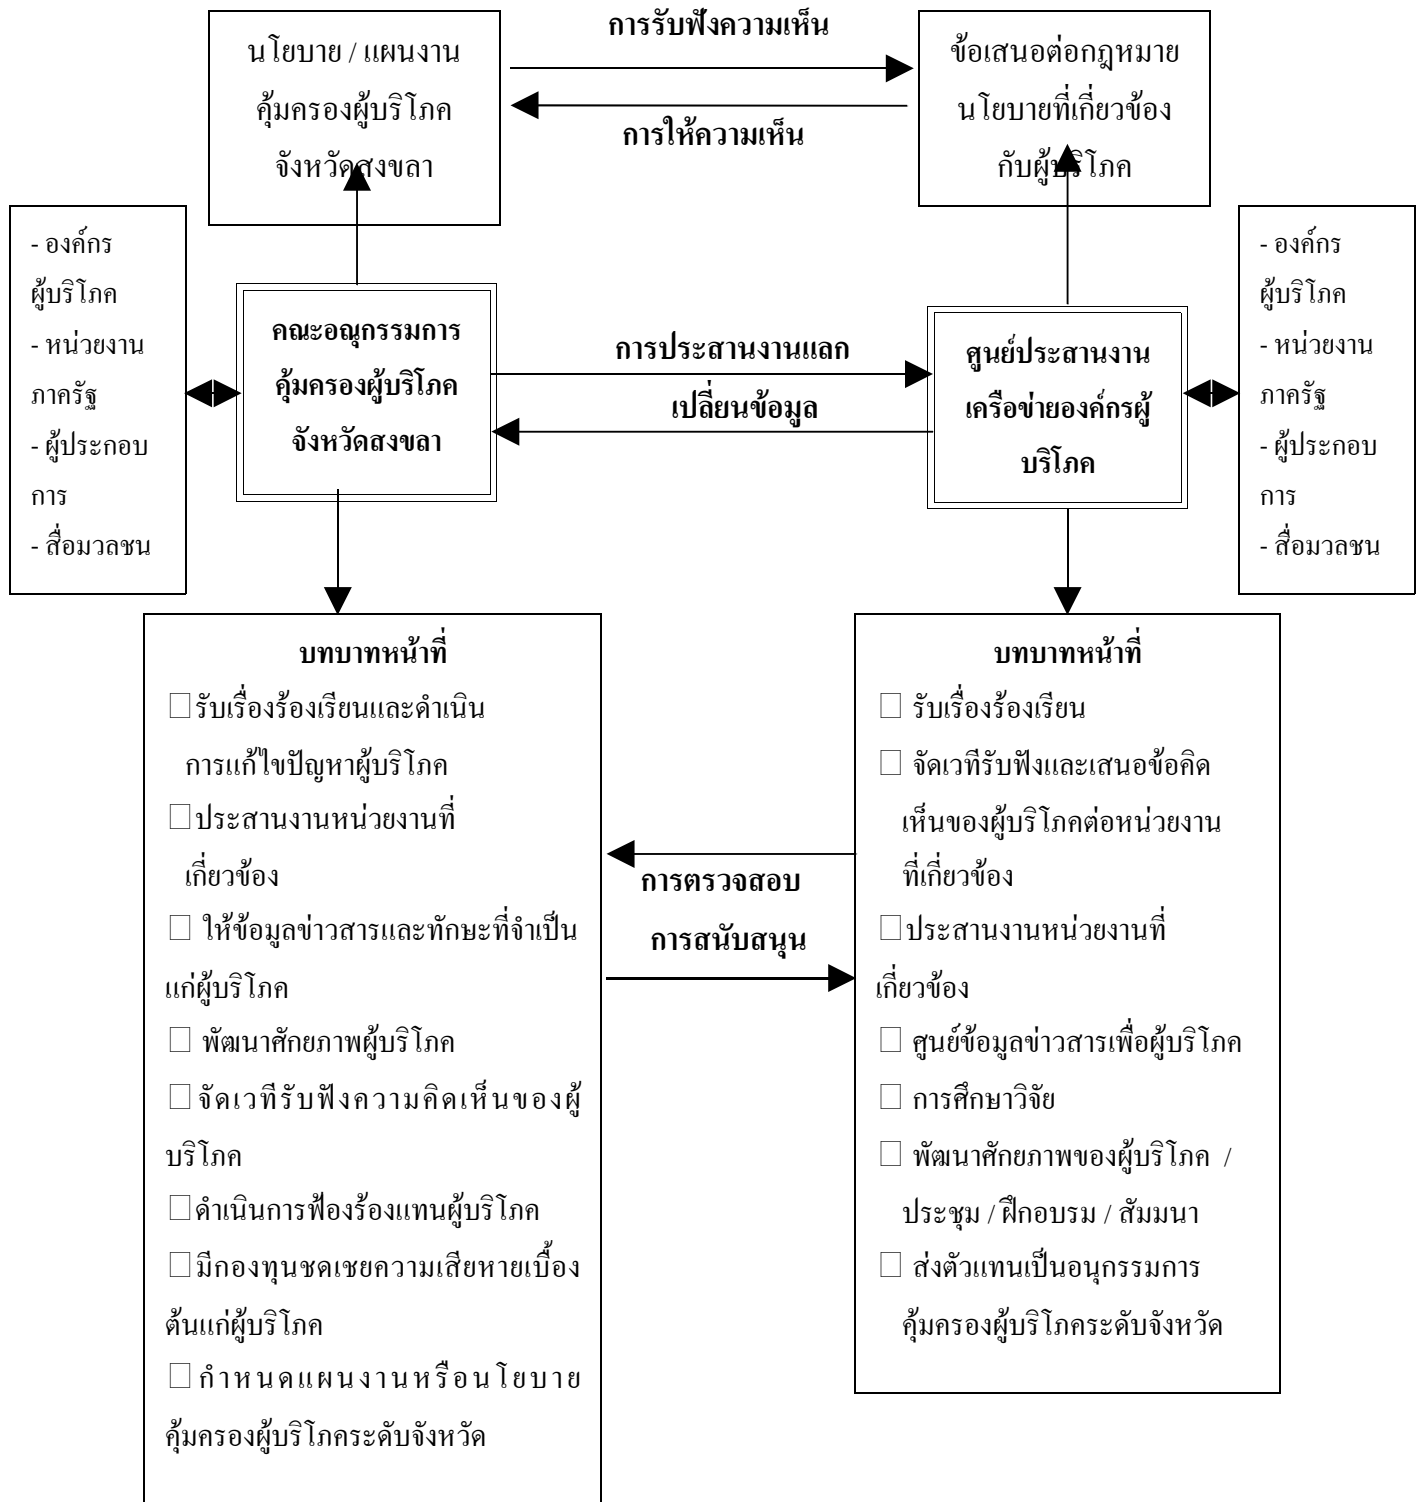 การรับฟังความเห็น
นโยบาย / แผนงาน
คุ้มครองผู้บริโภค
จังหวัดสงขลา
ข้อเสนอต่อกฎหมาย
นโยบายที่เกี่ยวข้อง
กับผู้บริโภค
การให้ความเห็น
- องค์กร
ผู้บริโภค
- หน่วยงาน
ภาครัฐ
- ผู้ประกอบ
การ
- สื่อมวลชน
คณะอณุกรรมการ
คุ้มครองผู้บริโภค
จังหวัดสงขลา
การประสานงานแลก
เปลี่ยนข้อมูล
ศูนย์ประสานงาน
เครือข่ายองค์กรผู้
บริโภค
- องค์กร
ผู้บริโภค
- หน่วยงาน
ภาครัฐ
- ผู้ประกอบ
การ
- สื่อมวลชน
บทบาทหน้าที่
รับเรื่องร้องเรียนและดำเนิน
การแก้ไขปัญหาผู้บริโภค
ประสานงานหน่วยงานที่
เกี่ยวข้อง
ให้ข้อมูลข่าวสารและทักษะที่จำเป็น
แก่ผู้บริโภค
พัฒนาศักยภาพผู้บริโภค
จัดเวทีรับฟังความคิดเห็นของผู้
บริโภค
ดำเนินการฟ้องร้องแทนผู้บริโภค
มีกองทุนชดเชยความเสียหายเบื้อง
ต้นแก่ผู้บริโภค
กำหนดแผนงานหรือนโยบาย
คุ้มครองผู้บริโภคระดับจังหวัด
การตรวจสอบ
การสนับสนุน
บทบาทหน้าที่
รับเรื่องร้องเรียน
จัดเวทีรับฟังและเสนอข้อคิด
เห็นของผู้บริโภคต่อหน่วยงาน
ที่เกี่ยวข้อง
ประสานงานหน่วยงานที่
เกี่ยวข้อง
ศูนย์ข้อมูลข่าวสารเพื่อผู้บริโภค
การศึกษาวิจัย
พัฒนาศักยภาพของผู้บริโภค /
ประชุม / ฝึกอบรม / สัมมนา
ส่งตัวแทนเป็นอนุกรรมการ
คุ้มครองผู้บริโภคระดับจังหวัด